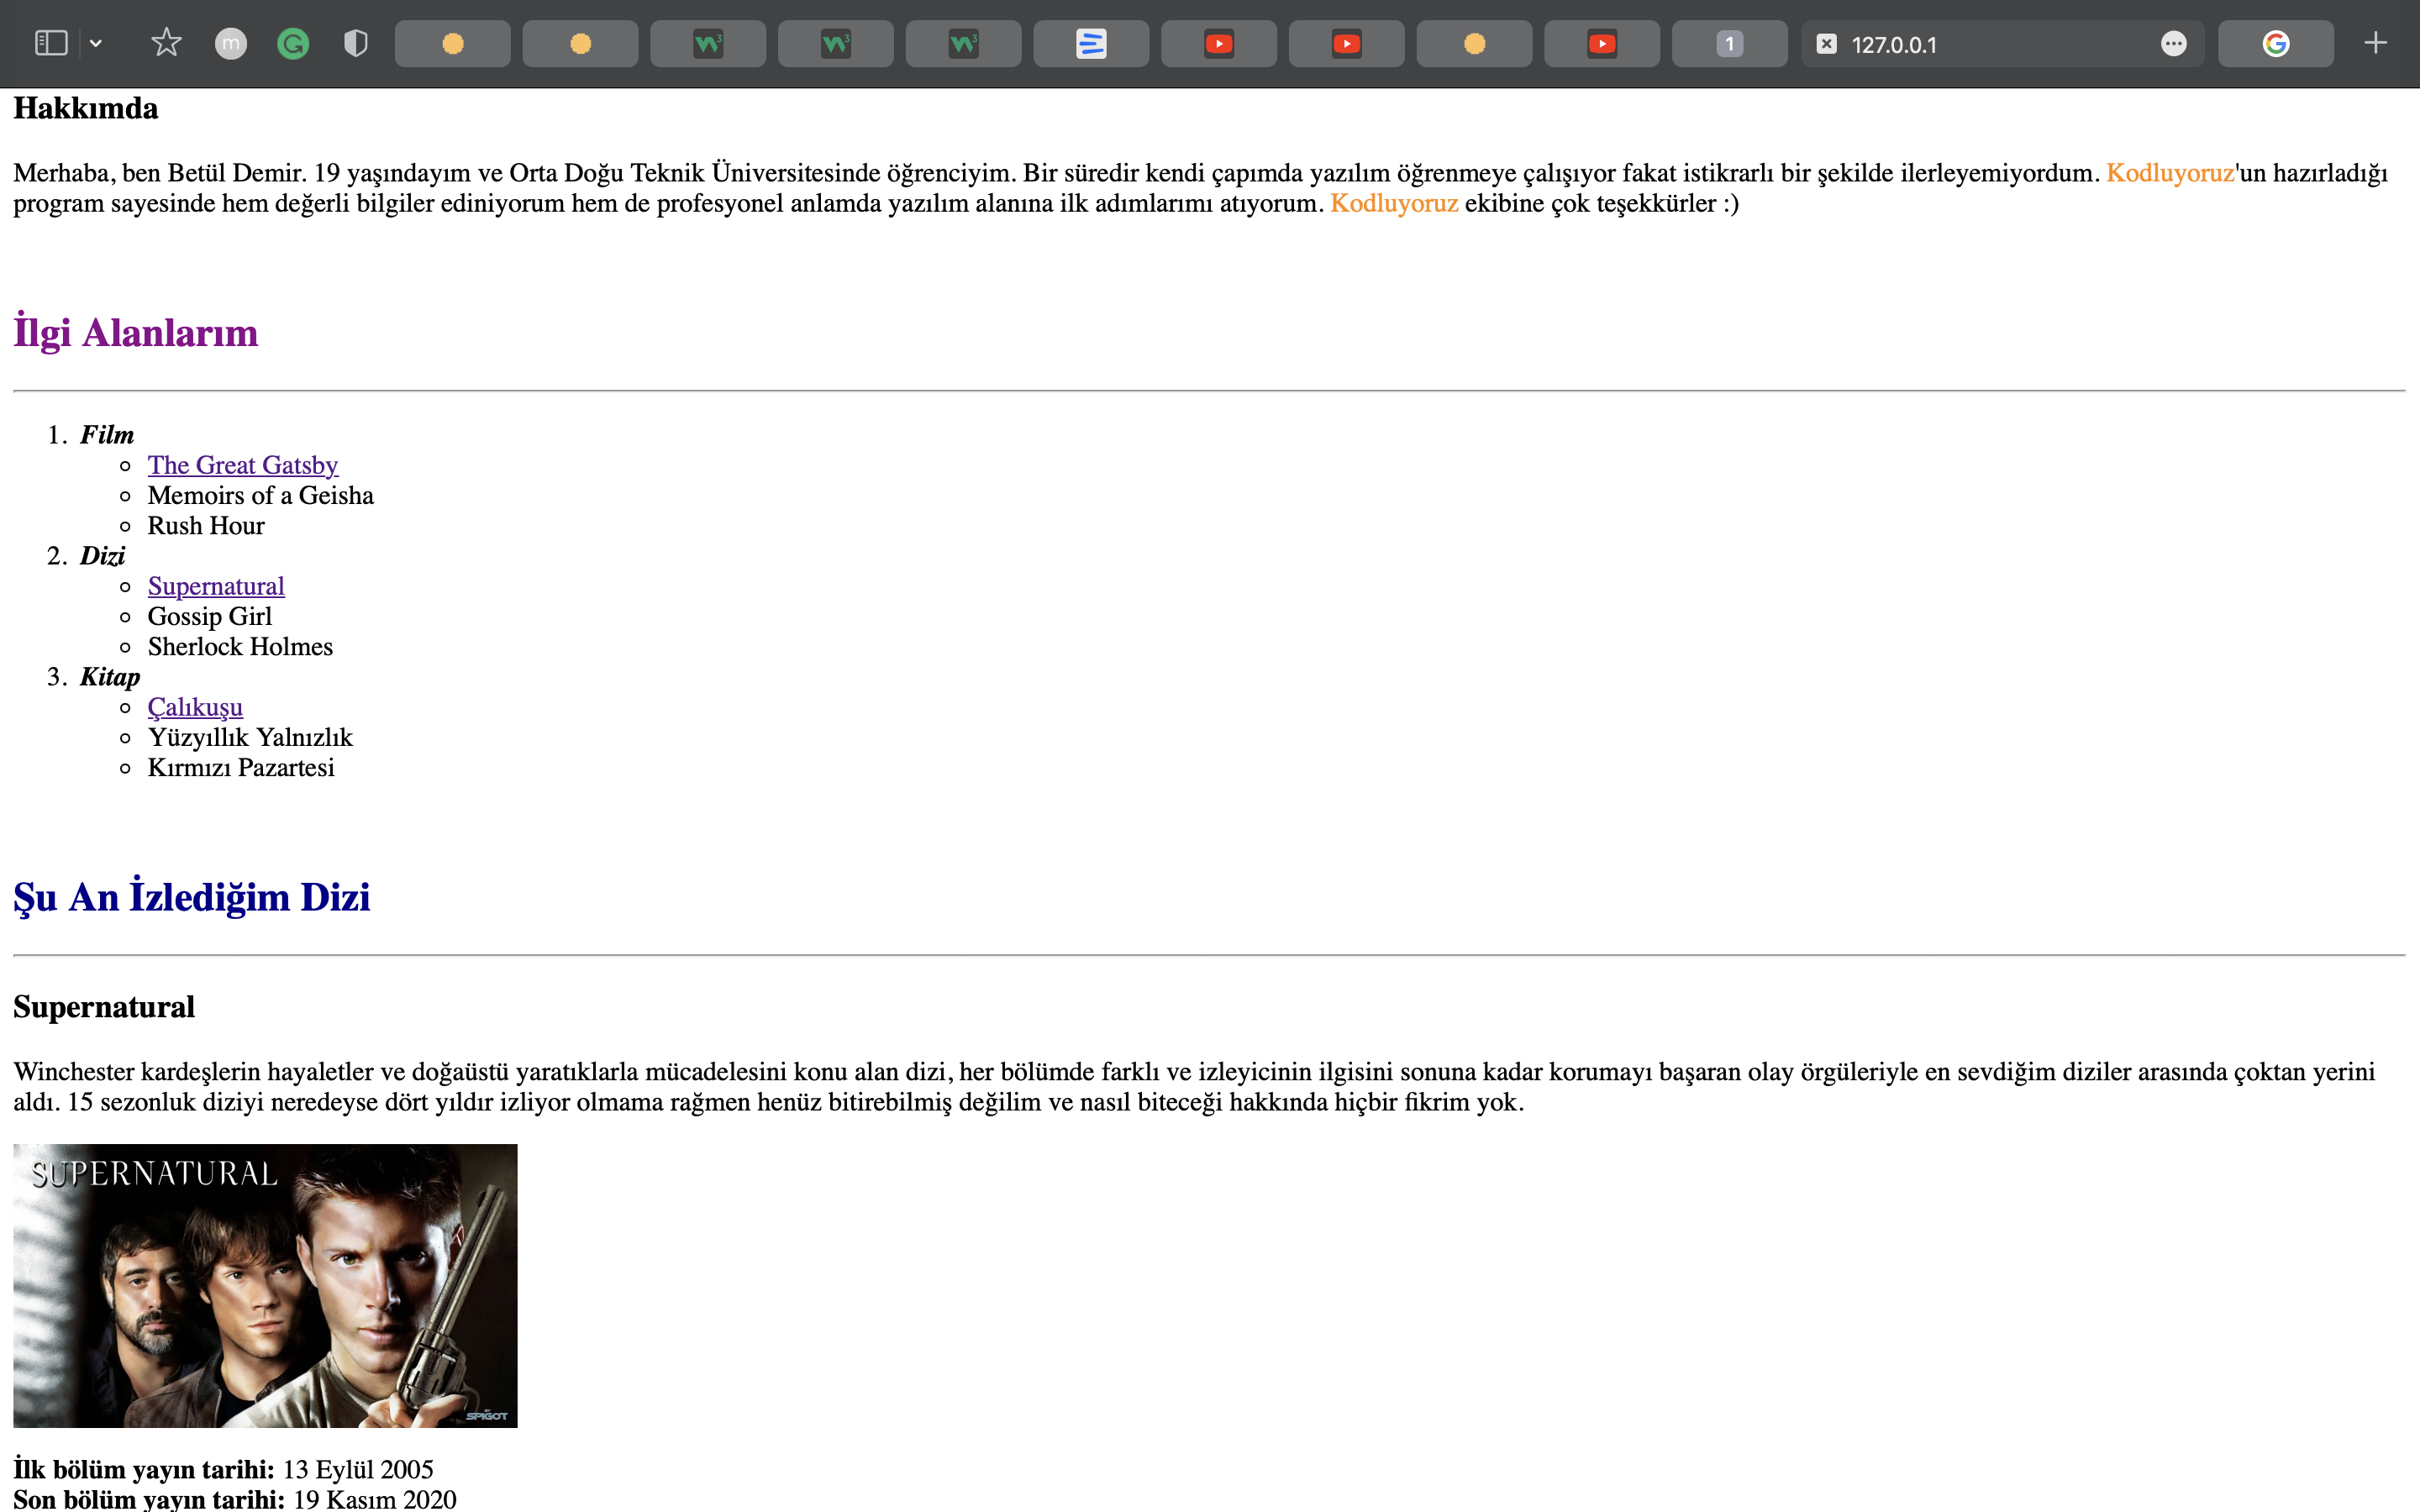 m
1
127.0.0.1
Hakkımda
Merhaba, ben Betül Demir. 19 yaşındayım ve Orta Doğu Teknik Üniversitesinde öğrenciyim. Bir süredir kendi çapımda yazılım öğrenmeye çalışıyor fakat istikrarlı bir şekilde ilerleyemiyordum. Kodluyoruz'un hazırladığı
program sayesinde hem değerli bilgiler ediniyorum hem de profesyonel anlamda yazılım alanına ilk adımlarımı atıyorum. Kodluyoruz ekibine çok teşekkürler :)
İlgi Alanlarım
1. Film
The Great Gatsby
Memoirs of a Geisha
Rush Hour
2. Dizi
Supernatural
Gossip Girl
Sherlock Holmes
3. Kitap
Çalıkuşu
Yüzyıllık Yalnızlık
Kırmızı Pazartesi
Şu An İzlediğim Dizi
Supernatural
Winchester kardeşlerin hayaletler ve doğaüstü yaratıklarla mücadelesini konu alan dizi, her bölümde farklı ve izleyicinin ilgisini sonuna kadar korumayı başaran olay örgüleriyle en sevdiğim diziler arasında çoktan yerini
aldı. 15 sezonluk diziyi neredeyse dört yıldır izliyor olmama rağmen henüz bitirebilmiş değilim ve nasıl biteceği hakkında hiçbir fikrim yok.
SUPERNATURAL
BY
SPIGOT
İlk bölüm yayın tarihi: 13 Eylül 2005
Son bölüm yayın tarihi: 19 Kasım 2020